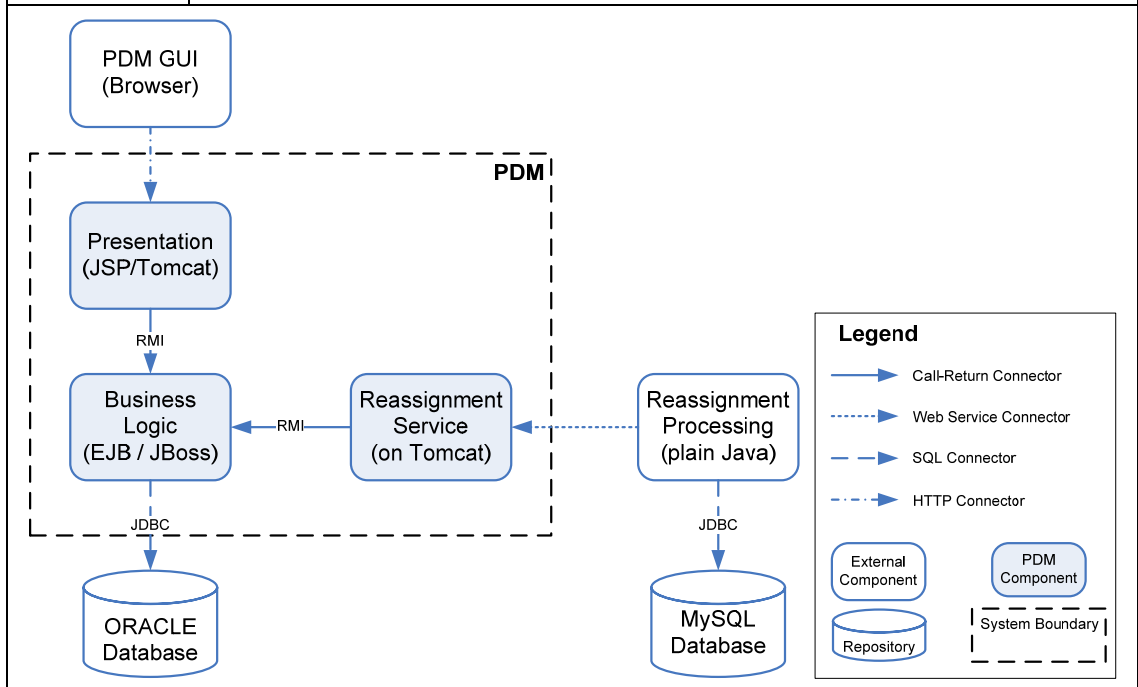 PDM GUI
(Browser)
PDM
Presentation
(JSP/Tomcat)
RMI
Business
Logic
(EJB / JBoss)
RMI
Reassignment
Service
(on Tomcat)
Reassignment
Processing
(plain Java)
JDBC
JDBC
ORACLE
Database
MySQL
Database
Legend
Call-Return Connector
Web Service Connector
SQL Connector
HTTP Connector
External
Component
PDM
Component
Repository
System Boundary